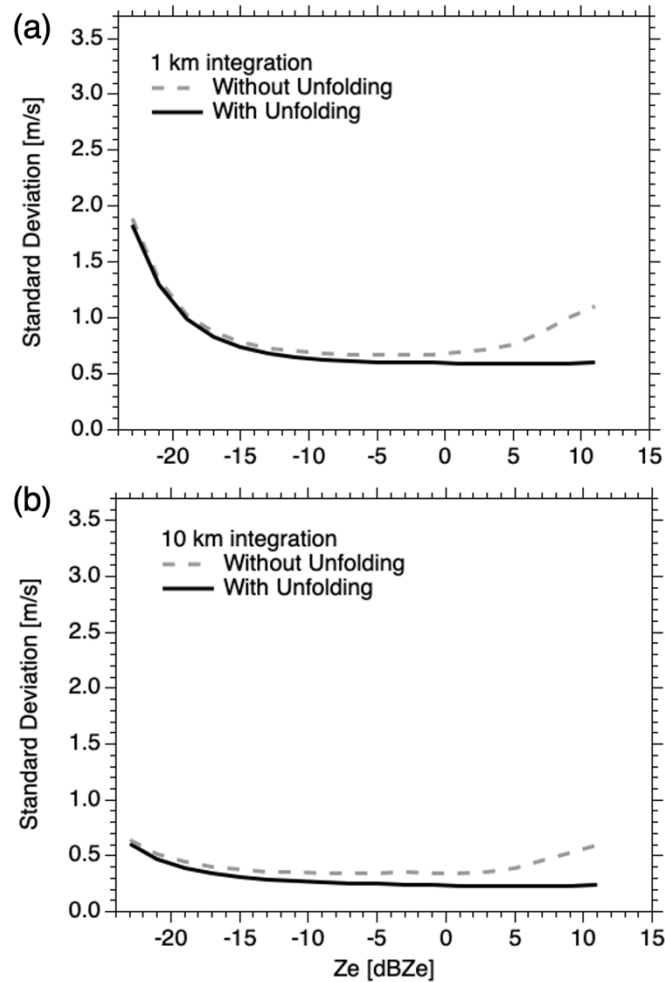 (a)
3.5
3.0
2.5
2.0
1.5
1.0
0.5
0.0
Standard Deviation [m/s]
1 km integration
Without Unfolding
With Unfolding
-20 -15 -10 -5 0 5 10 15
(b)
3.5
3.0
2.5
2.0
1.5
1.0
0.5
0.0
Standard Deviation [m/s]
10 km integration
Without Unfolding
With Unfolding
-20 -15 -10 -5 0 5 10 15
Ze [dBZe]